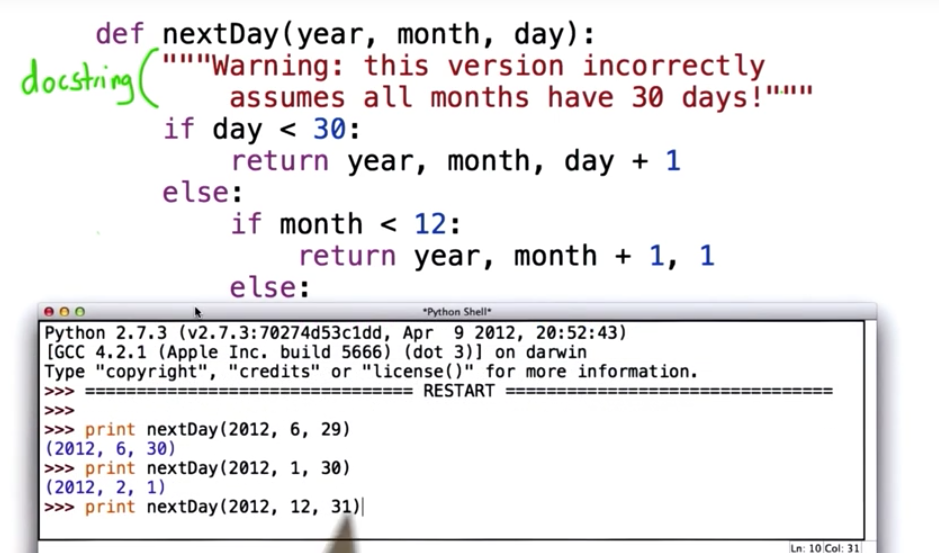 def nextDay(year, month, day):
docstring( """Warning: this version incorrectly
assumes all months have 30 days!"""
if day < 30:
return year, month, day + 1
else:
if month < 12:
return year, month + 1, 1
else:
*Python Shell*
Python 2.7.3 (v2.7.3:70274d53c1dd, Apr  9 2012, 20:52:43)
[GCC 4.2.1 (Apple Inc. build 5666) (dot 3)] on darwin
Type "copyright", "credits" or "license()" for more information.
>>> ================================ RESTART ================================
>>>
>>> print nextDay(2012, 6, 29)
(2012, 6, 30)
>>> print nextDay(2012, 1, 30)
(2012, 2, 1)
>>> print nextDay(2012, 12, 31)
Ln: 10 Col: 31